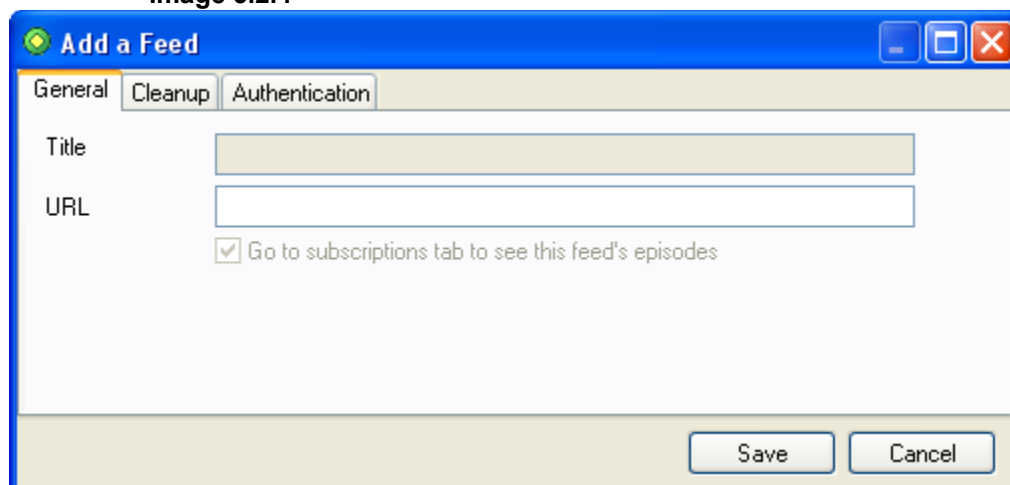 Add a Feed
General Cleanup Authentication
Title
URL
Go to subscriptions tab to see this feed's episodes
Save Cancel